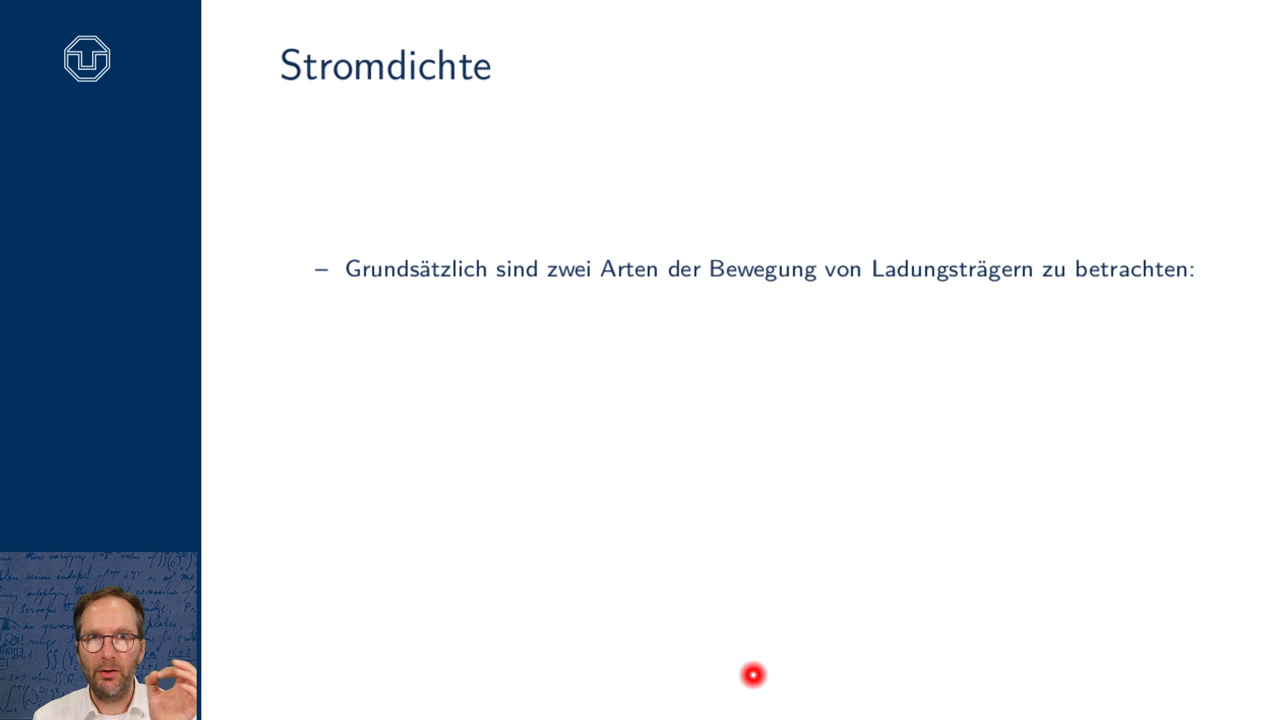 Stromdichte
– Grundsätzlich sind zwei Arten der Bewegung von Ladungsträgern zu betrachten: